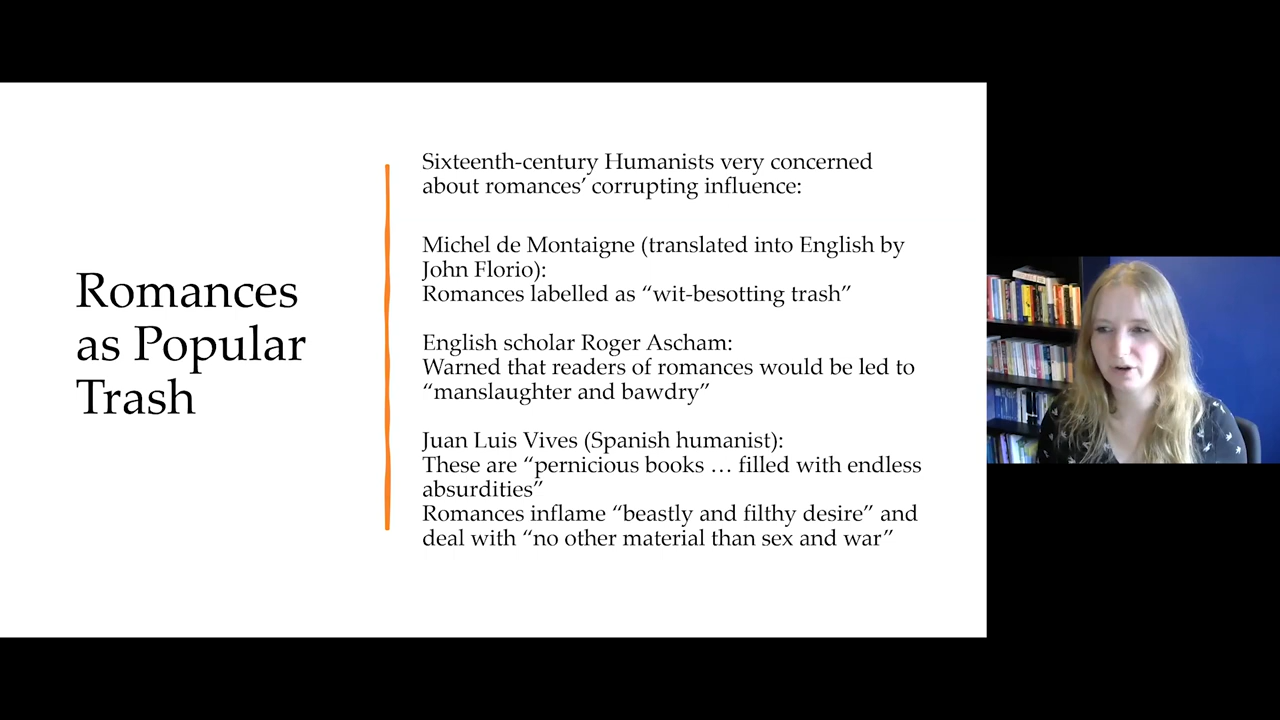 Romances
as Popular
Trash
Sixteenth-century Humanists very concerned
about romances’ corrupting influence:
Michel de Montaigne (translated into English by
John Florio):
Romances labelled as “wit-besotting trash”
English scholar Roger Ascham:
Warned that readers of romances would be led to
“manslaughter and bawdry”
Juan Luis Vives (Spanish humanist):
These are “pernicious books … filled with endless
absurdities”
Romances inflame “beastly and filthy desire” and
deal with “no other material than sex and war”